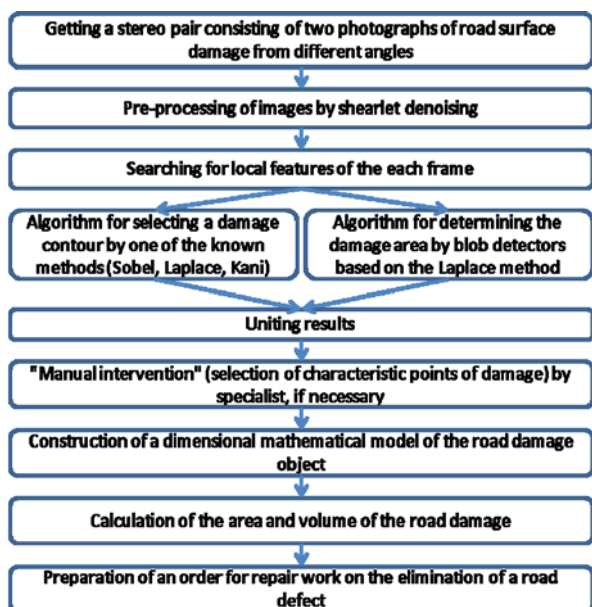 Getting a stereo pair consisting of two photographs of road surface
damage from different angles
Pre-processing of images by shearlet denoising
Searching for local features of the each frame
Algorithm for selecting a damage
contour by one of the known
methods (Sobel, Laplace, Kani)
Algorithm for determining the
damage area by blob detectors
based on the Laplace method
Uniting results
"Manual intervention" (selection of characteristic points of damage) by
specialist, if necessary
Construction of a dimensional mathematical model of the road damage
object
Calculation of the area and volume of the road damage
Preparation of an order for repair work on the elimination of a road
defect